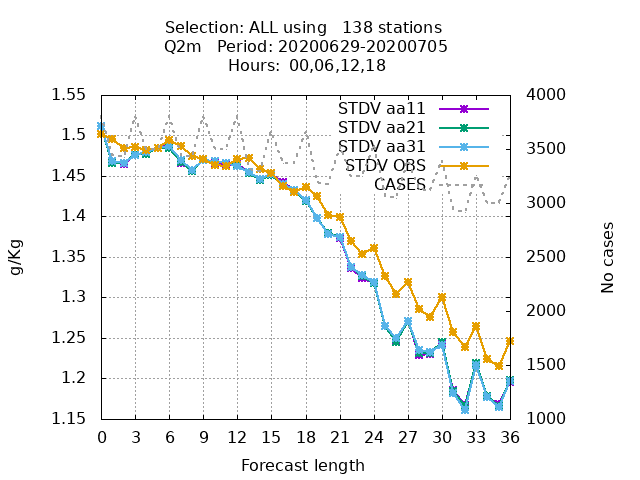 Selection: ALL using   138 stations
Q2m   Period: 20200629-20200705
Hours:  00,06,12,18
1.55
1.5
1.45
1.4
1.35
1.3
1.25
1.2
1.15
g/Kg
STDV aa11
STDV aa21
STDV aa31
STDV OBS
CASES
4000
3500
3000
2500
2000
1500
1000
No cases
0 3 6 9 12 15 18 21 24 27 30 33 36
Forecast length